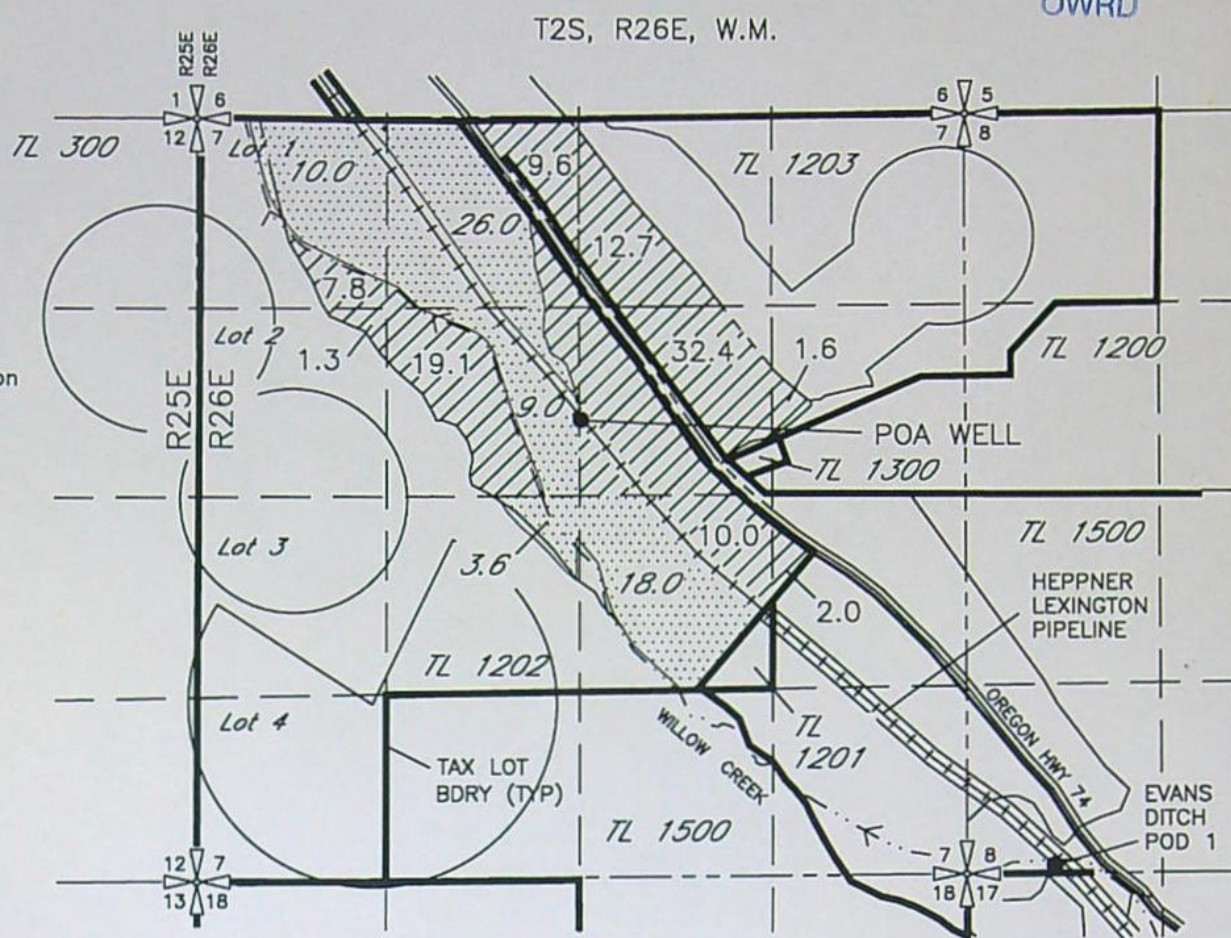 OWRD
T2S, R26E, W.M.
R25E
R26E
1 6
12 7
6 5
7 8
TL 300
Lot 1
10.0
9.6
TL 1203
26.0
12.7
7.8
Lot 2
1.3
19.1
32.4
1.6
TL 1200
on
R25E
R26E
9.0
POA WELL
TL 1300
Lot 3
3.6
10.0
TL 1500
18.0
2.0
HEPPNER
LEXINGTON
PIPELINE
TL 1202
Lot 4
WILLOW CREEK
TL
1201
OREGON HWY 74
TAX LOT
BDRY (TYP)
TL 1500
EVANS
DITCH
POD 1
12 7
13 18
7 8
18 17